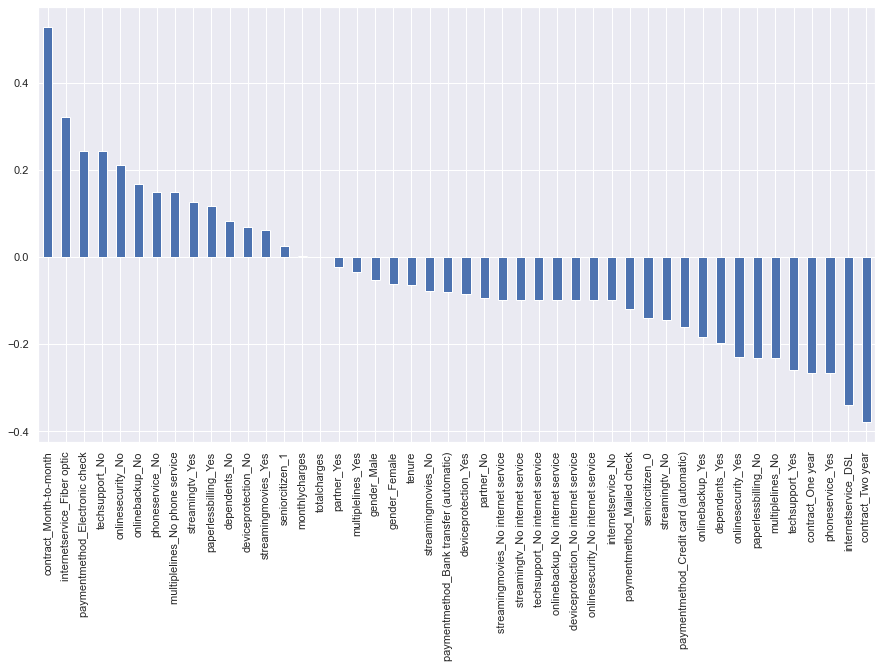 0.4
0.2
0.0
−0.2
−0.4
contract_Month-to-month
internetservice_Fiber optic
paymentmethod_Electronic check
techsupport_No
onlinesecurity_No
onlinebackup_No
phoneservice_No
multiplelines_No phone service
streamingtv_Yes
paperlessbilling_Yes
dependents_No
deviceprotection_No
streamingmovies_Yes
seniorcitizen_1
monthlycharges
totalcharges
partner_Yes
multiplelines_Yes
gender_Male
gender_Female
tenure
streamingmovies_No
paymentmethod_Bank transfer (automatic)
deviceprotection_Yes
partner_No
streamingmovies_No internet service
streamingtv_No internet service
techsupport_No internet service
onlinebackup_No internet service
deviceprotection_No internet service
onlinesecurity_No internet service
internetservice_No
paymentmethod_Mailed check
seniorcitizen_0
streamingtv_No
paymentmethod_Credit card (automatic)
onlinebackup_Yes
dependents_Yes
onlinesecurity_Yes
paperlessbilling_No
multiplelines_No
techsupport_Yes
contract_One year
phoneservice_Yes
internetservice_DSL
contract_Two year